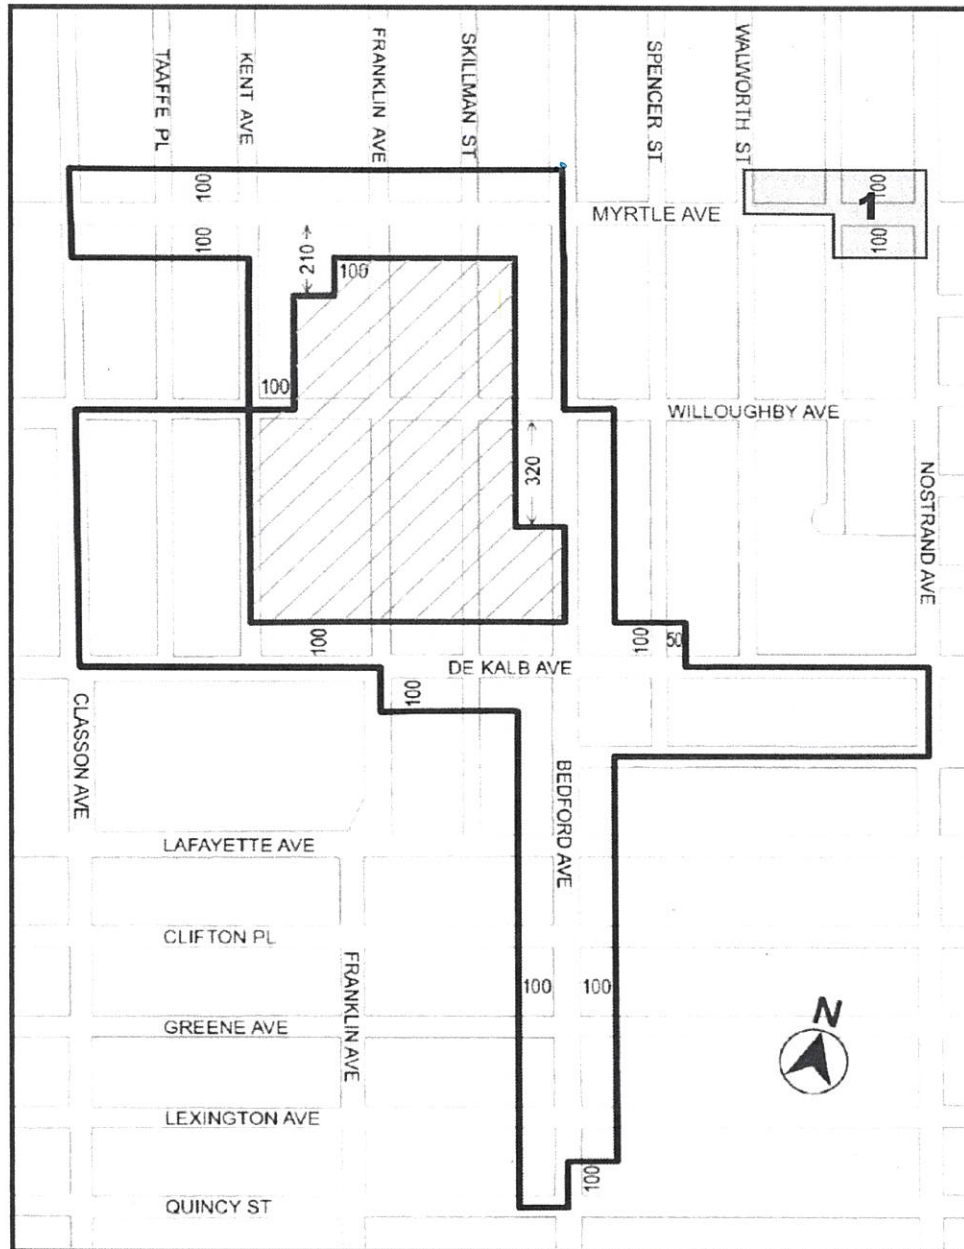 TAAFFE PL
KENT AVE
FRANKLIN AVE
SKILLMAN ST
SPENCER ST
WALWORTH ST
100
100
1
MYRTLE AVE
100
100
210
100
100
WILLOUGHBY AVE
320
NOSTRAND AVE
100
100
50
DE KALB AVE
100
CLASSON AVE
BEDFORD AVE
LAFAYETTE AVE
CLIFTON PL
FRANKLIN AVE
100
100
N
GREENE AVE
LEXINGTON AVE
100
QUINCY ST